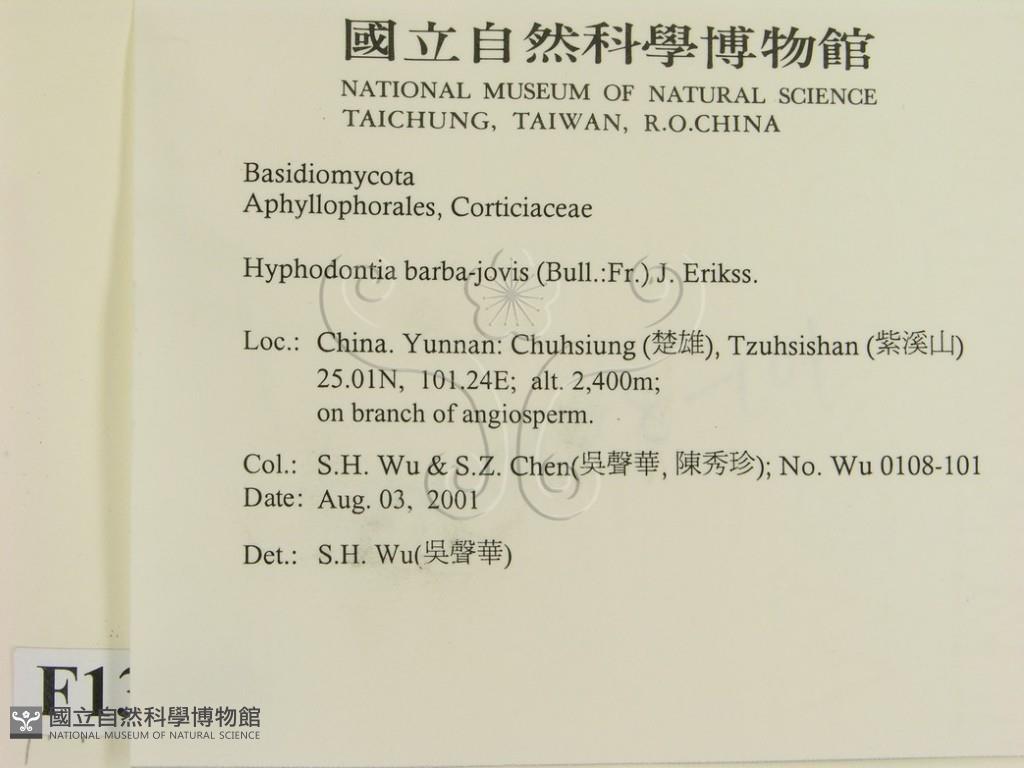 國立自然科學博物館
NATIONAL MUSEUM OF NATURAL SCIENCE
TAICHUNG, TAIWAN, R.O.CHINA
Basidiomycota
Aphyllophorales, Corticiaceae
Hyphodontia barba-jovis (Bull.:Fr.) J. Erikss.
Loc.: China. Yunnan: Chuhsiung (楚雄), Tzuhsishan (紫溪山)
25.01N, 101.24E; alt. 2,400m;
on branch of angiosperm.
Col.: S.H. Wu & S.Z. Chen(吳聲華, 陳秀珍); No. Wu 0108-101
Date: Aug. 03, 2001
Det.: S.H. Wu(吳聲華)
國立自然科學博物館
NATIONAL MUSEUM OF NATURAL SCIENCE